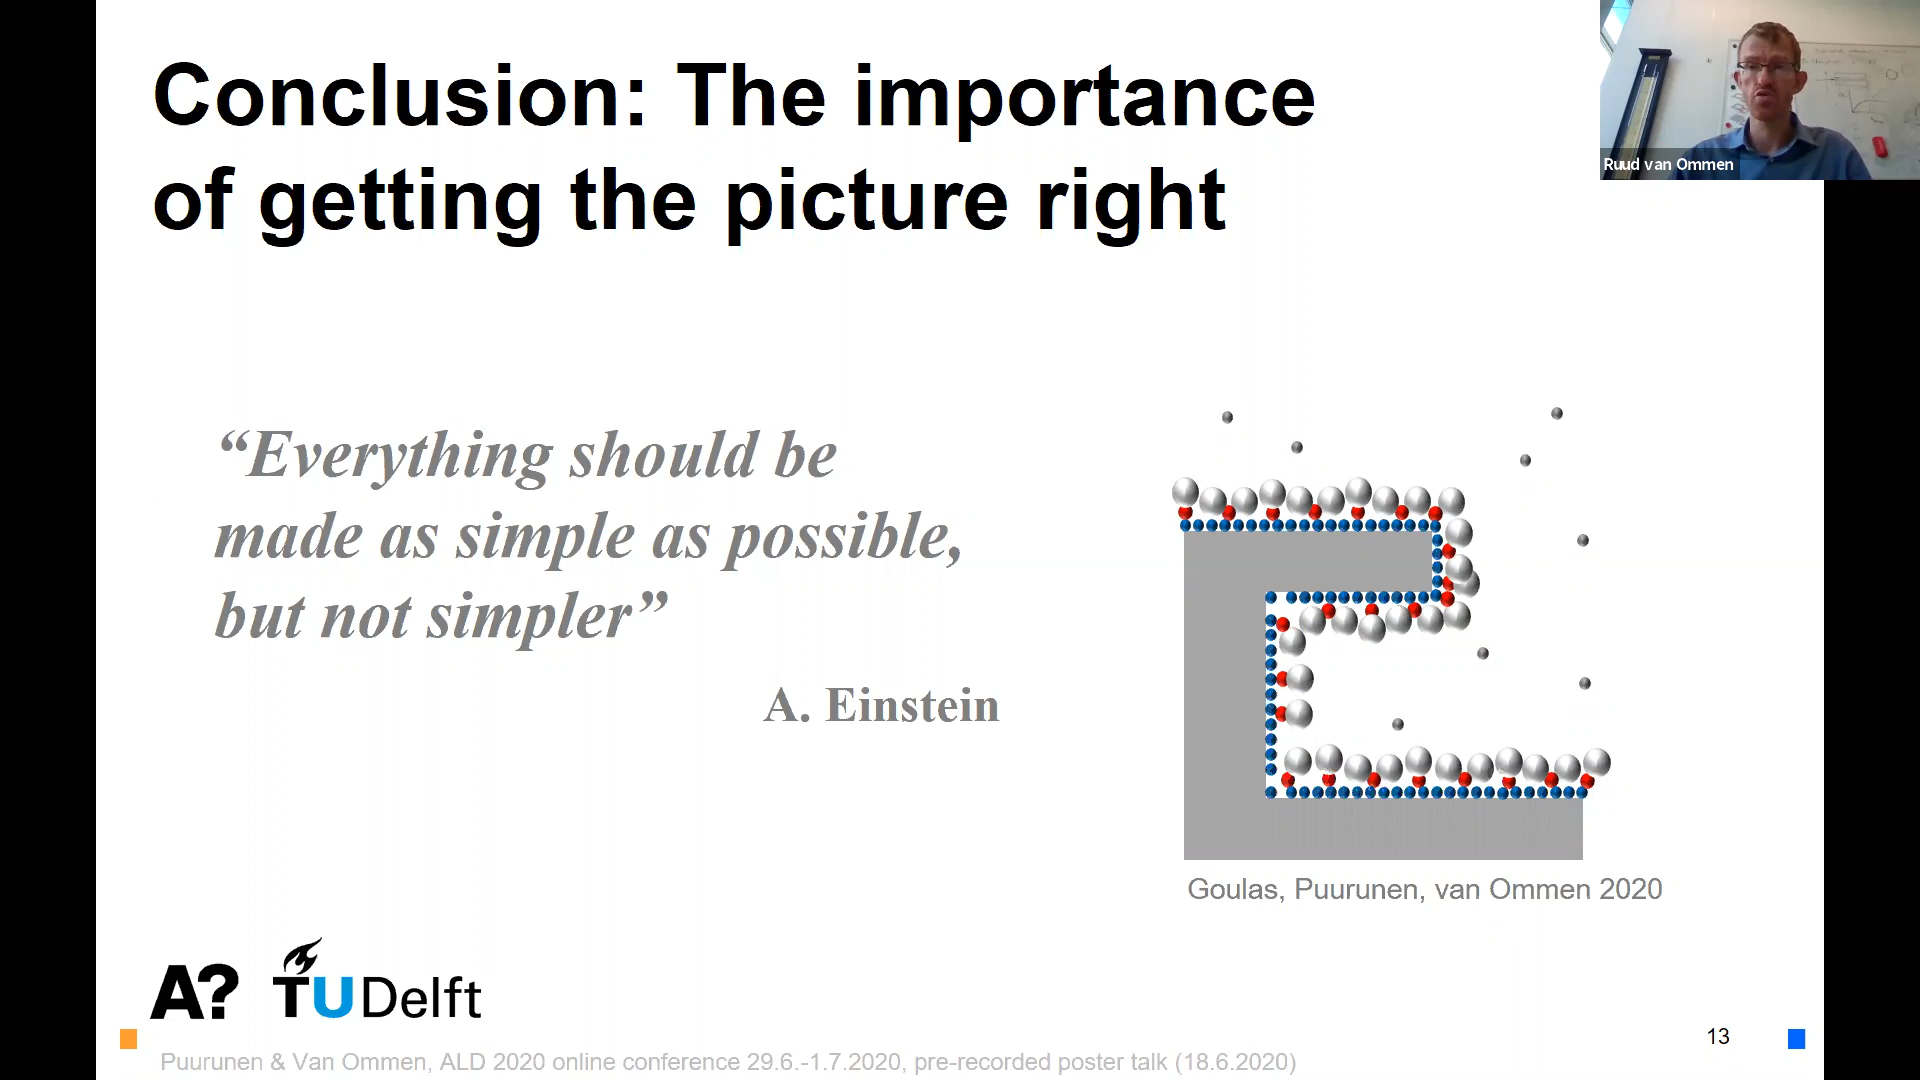 Conclusion: The importance
of getting the picture right
Ruud van Ommen
“Everything should be
made as simple as possible,
but not simpler”
A. Einstein
Goulas, Puurunen, van Ommen 2020
A?
TUDelft
13
Puurunen & Van Ommen, ALD 2020 online conference 29.6.-1.7.2020, pre-recorded poster talk (18.6.2020)